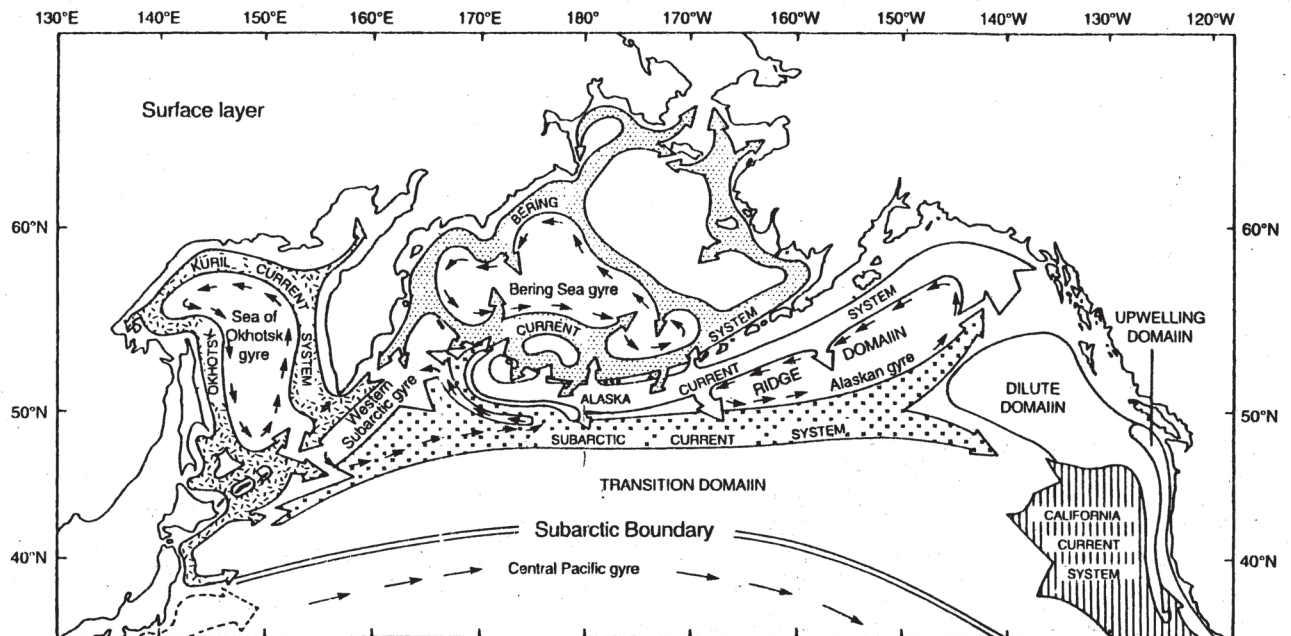 130°E 140°E 150°E 160°E 170°E 180° 170°W 160°W 150°W 140°W 130°W 120°W
Surface layer
60°N
60°N
BERING
KURIL CURRENT SYSTEM
Bering Sea gyre
Sea of
Okhotsk
gyre
OKHOTSK
CURRENT
SYSTEM
SYSTEM
DOMAIIN
UPWELLING
DOMAIIN
CURRENT
RIDGE
Alaskan gyre
ALASKA
Western
Subarctic gyre
DILUTE
DOMAIIN
50°N
50°N
SUBARCTIC CURRENT SYSTEM
TRANSITION DOMAIIN
Subarctic Boundary
CALIFORNIA
CURRENT
SYSTEM
40°N
40°N
Central Pacific gyre